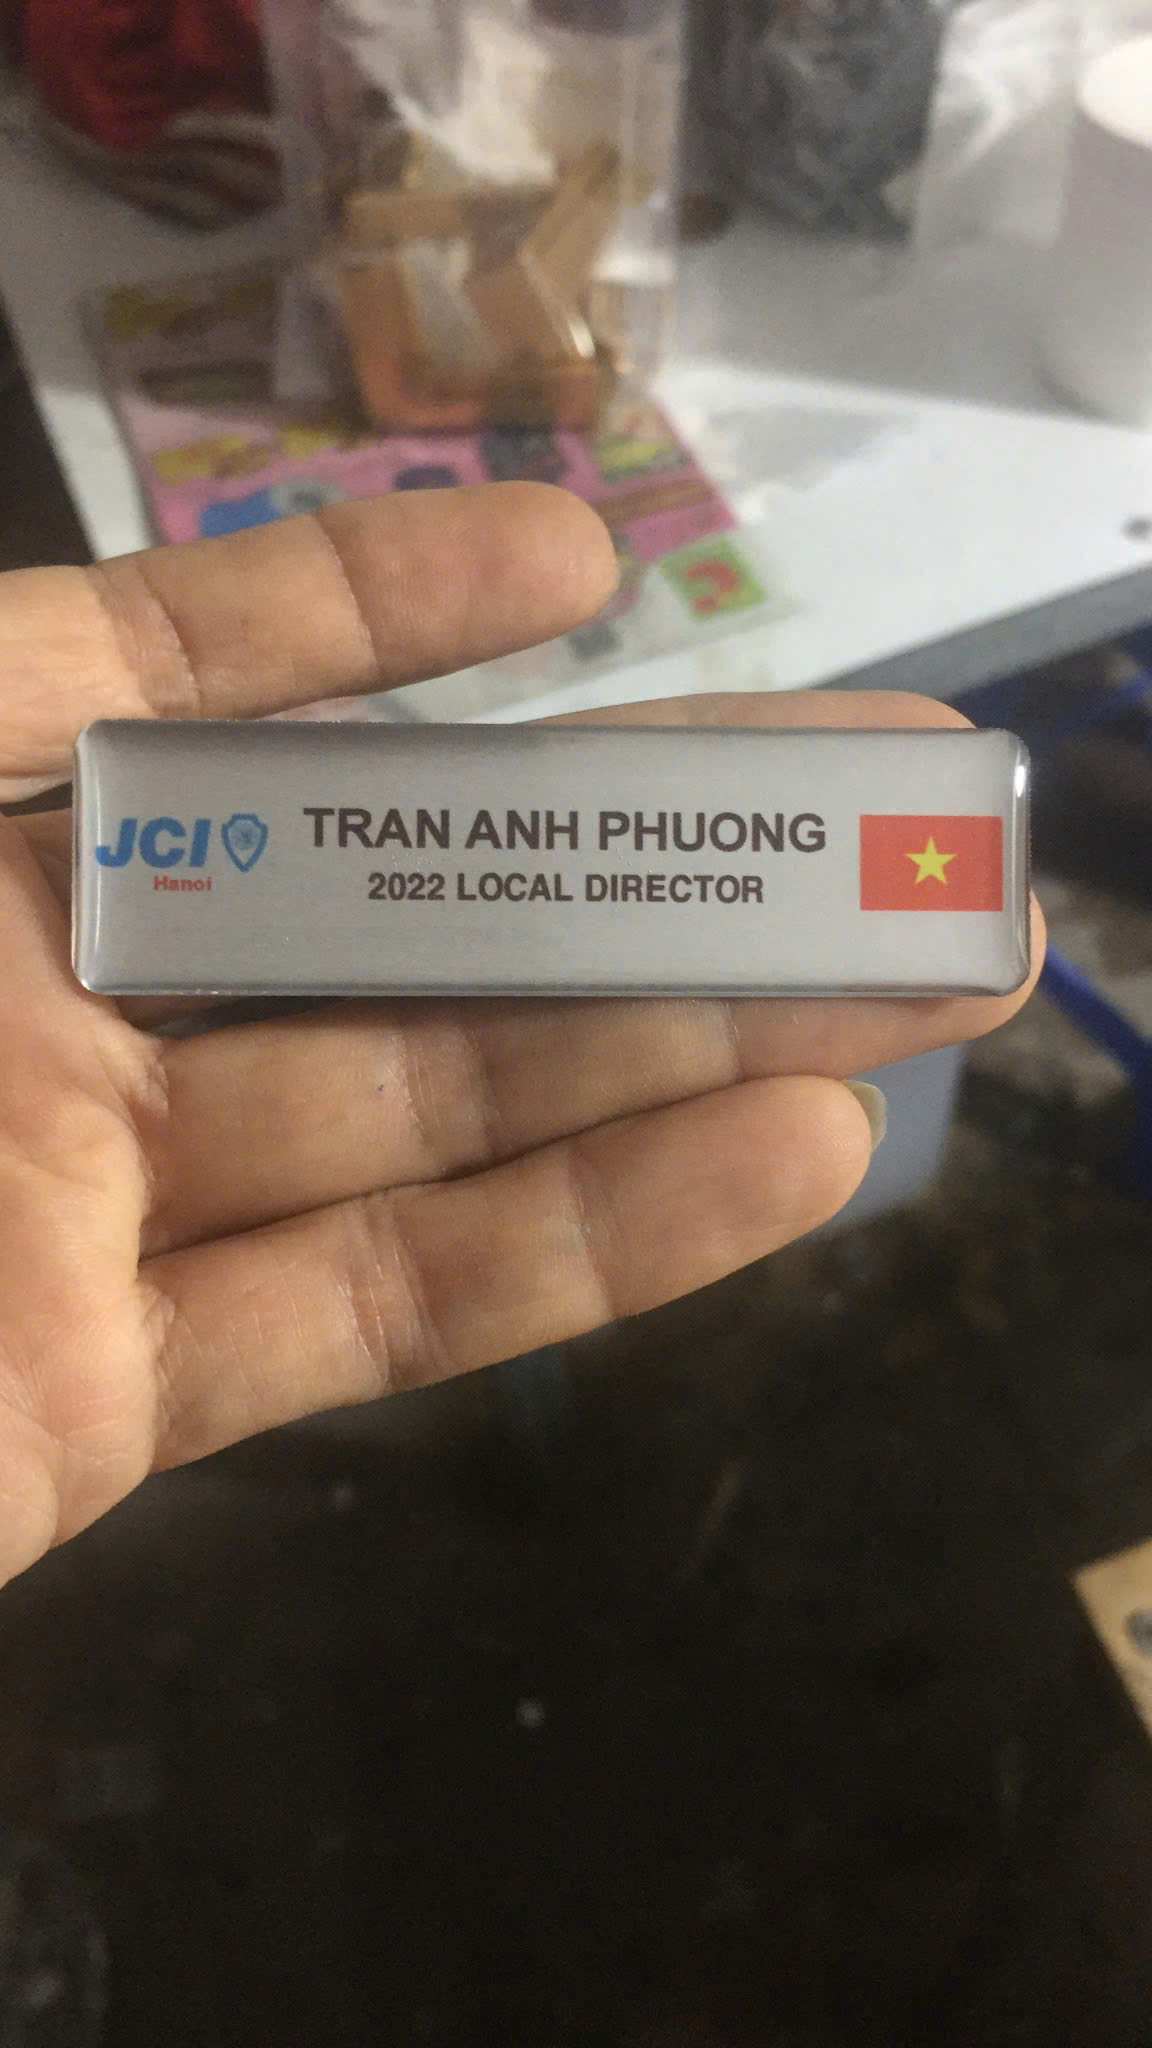 JCI
Hanoi
TRAN ANH PHUONG
2022 LOCAL DIRECTOR